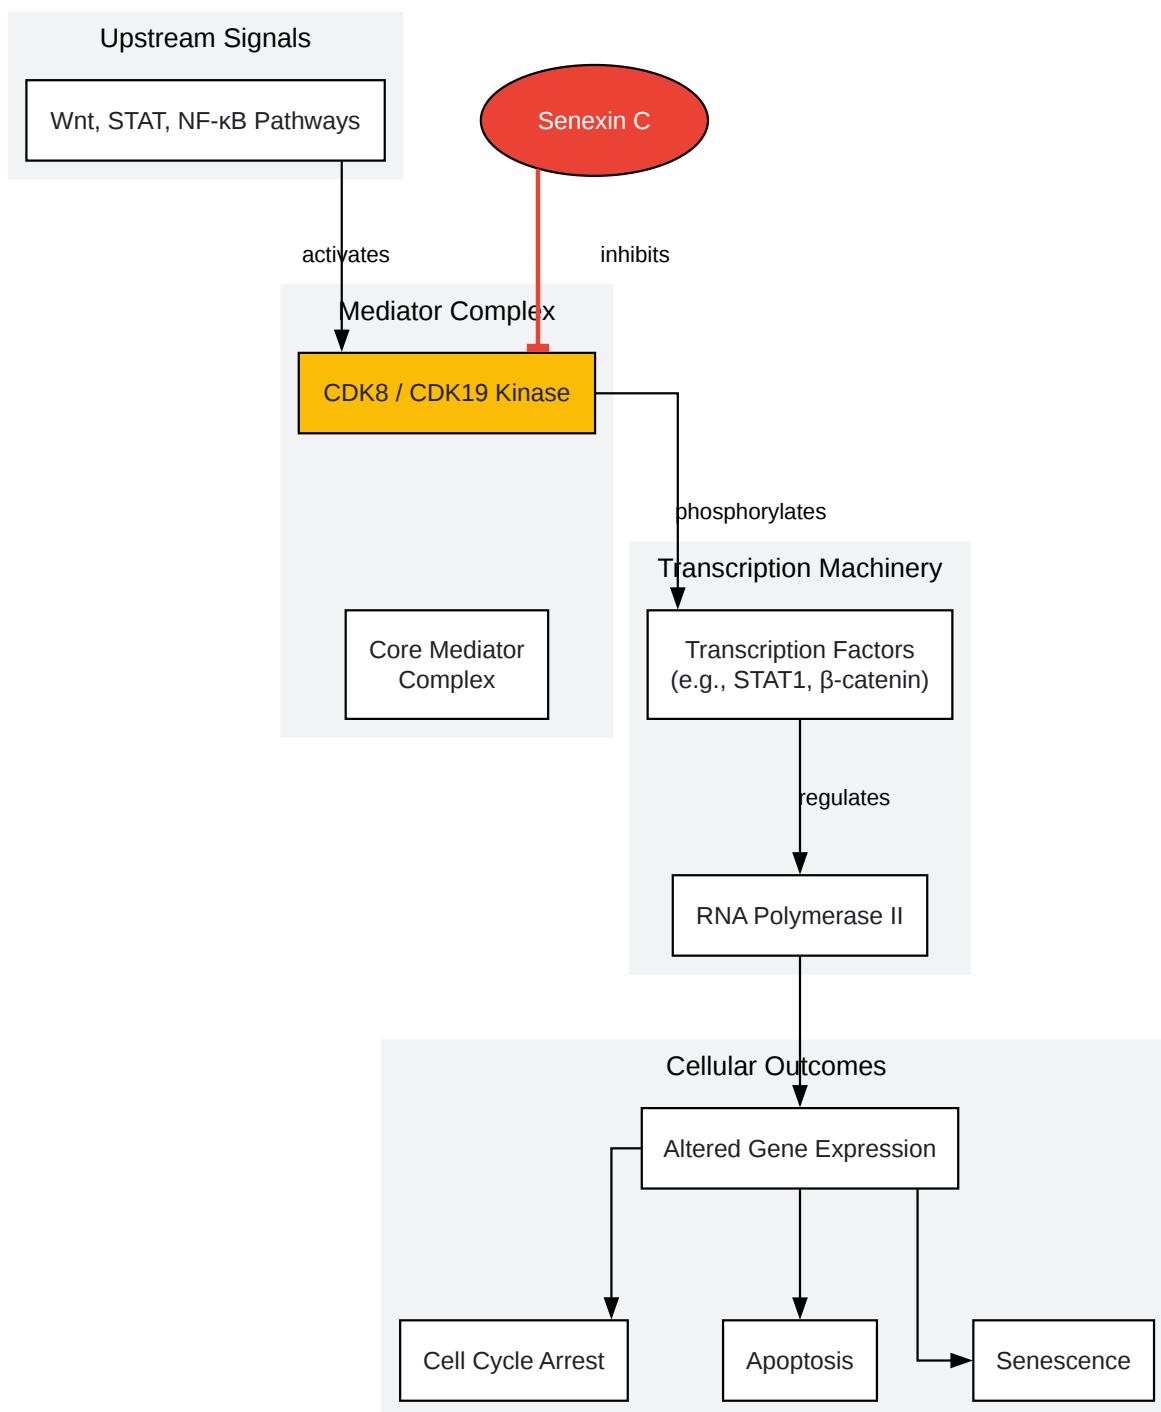 Upstream Signals
Wnt, STAT, NF-κB Pathways
Senexin C
activates
inhibits
Mediator Complex
CDK8 / CDK19 Kinase
phosphorylates
Transcription Machinery
Core Mediator
Complex
Transcription Factors
(e.g., STAT1, β-catenin)
regulates
RNA Polymerase II
Cellular Outcomes
Altered Gene Expression
Cell Cycle Arrest
Apoptosis
Senescence